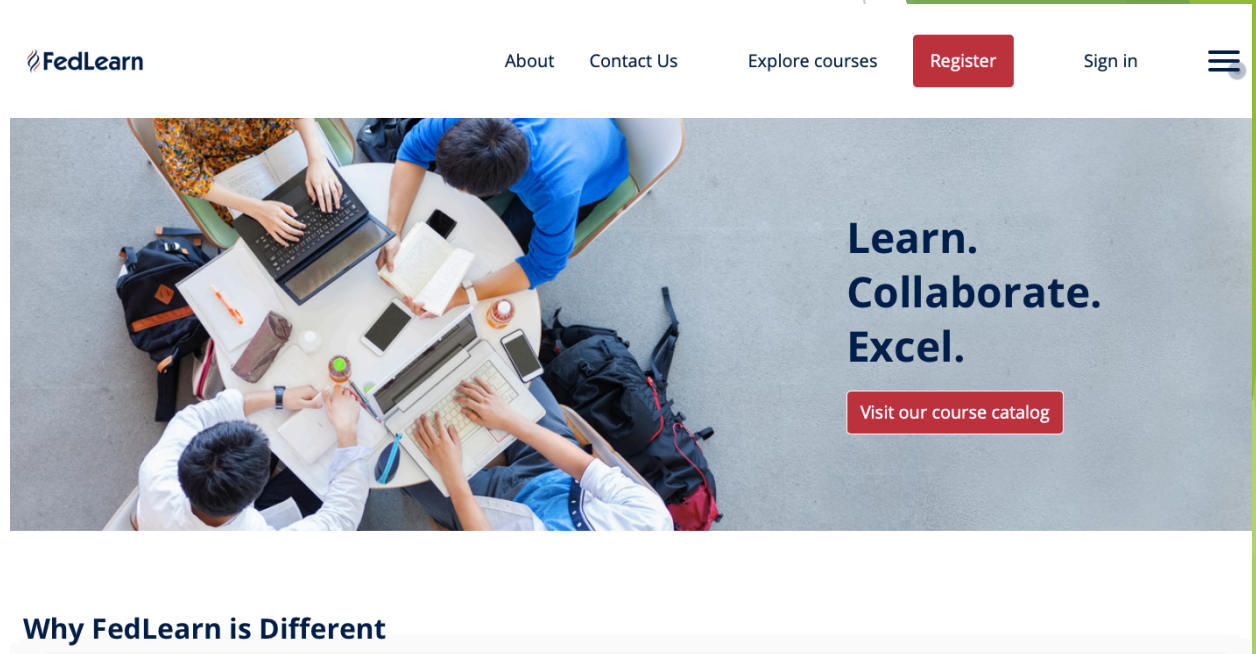 FedLearn
About
Contact Us
Explore courses
Register
Sign in
Learn.
Collaborate.
Excel.
Visit our course catalog
Why FedLearn is Different